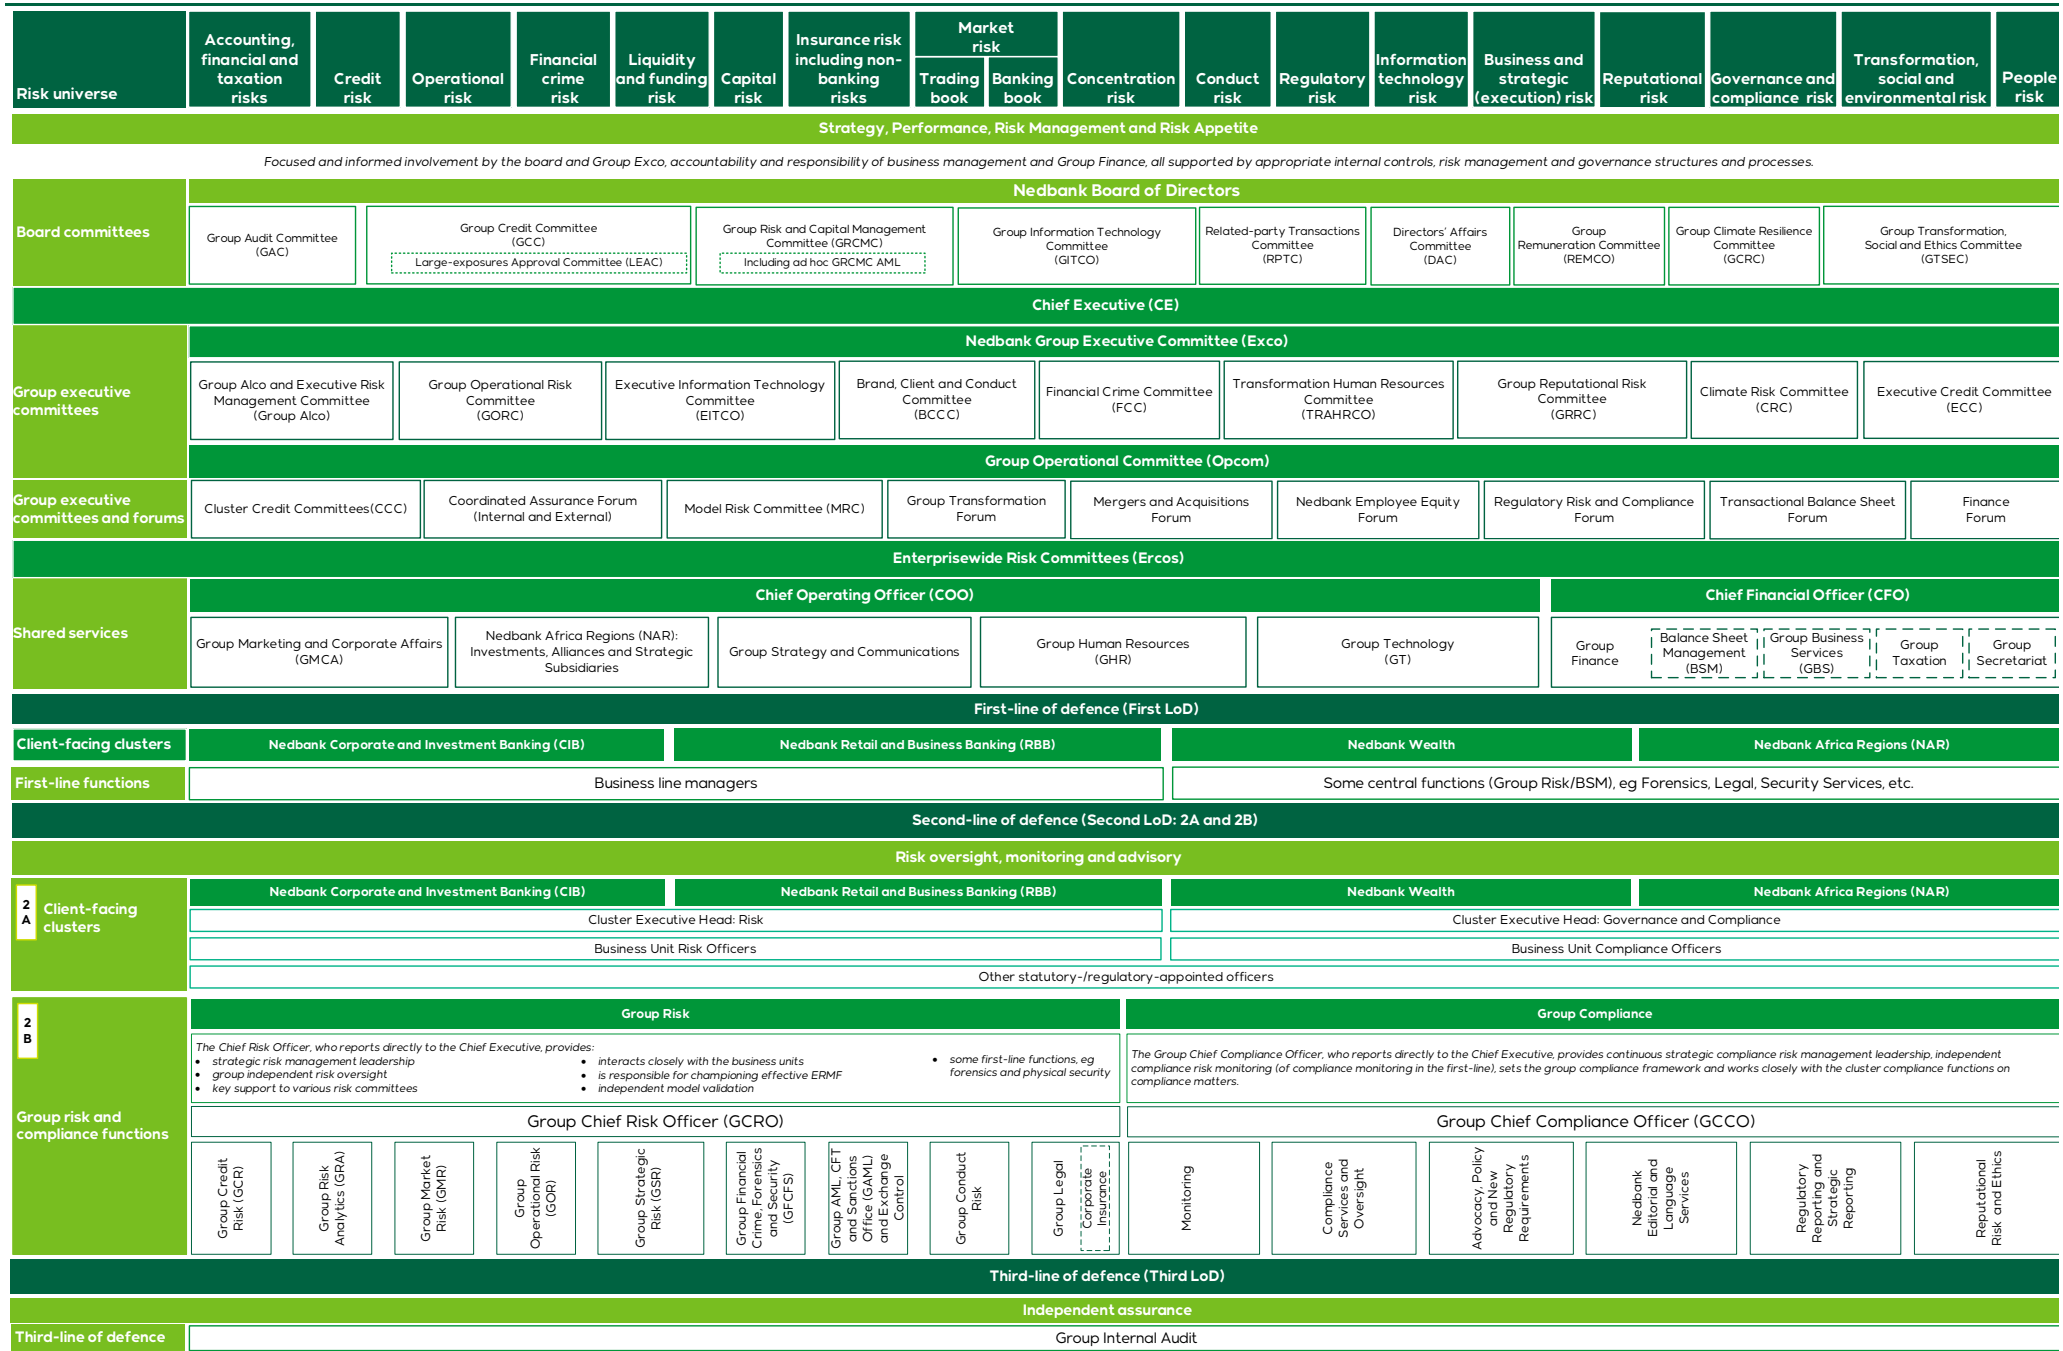 Risk universe
Accounting,
financial and
taxation
risks
Credit
risk
Operational
risk
Financial
crime
risk
Liquidity
and funding
risk
Capital
risk
Insurance risk
including non-
banking
risks
Market
risk
Trading
book
Banking
book
Concentration
risk
Conduct
risk
Regulatory
risk
Information
technology
risk
Business and
strategic
(execution) risk
Reputational
risk
Governance and
compliance risk
Transformation,
social and
environmental risk
People
risk
Strategy, Performance, Risk Management and Risk Appetite
Focused and informed involvement by the board and Group Exco, accountability and responsibility of business management and Group Finance, all supported by appropriate internal controls, risk management and governance structures and processes.
Board committees
Nedbank Board of Directors
Group Audit Committee
(GAC)
Group Credit Committee
(GCC)
Large-exposures Approval Committee (LEAC)
Group Risk and Capital Management
Committee (GRCMC)
Including ad hoc GRCMC AML
Group Information Technology
Committee
(GITCO)
Related-party Transactions
Committee
(RPTC)
Directors' Affairs
Committee
(DAC)
Group
Remuneration Committee
(REMCO)
Group Climate Resilience
Committee
(GCRC)
Group Transformation,
Social and Ethics Committee
(GTSEC)
Chief Executive (CE)
Group executive
committees
Nedbank Group Executive Committee (Exco)
Group Alco and Executive Risk
Management Committee
(Group Alco)
Group Operational Risk
Committee
(GORC)
Executive Information Technology
Committee
(EITCO)
Brand, Client and Conduct
Committee
(BCCC)
Financial Crime Committee
(FCC)
Transformation Human Resources
Committee
(TRAHRCO)
Group Reputational Risk
Committee
(GRRC)
Climate Risk Committee
(CRC)
Executive Credit Committee
(ECC)
Group Operational Committee (Opcom)
Group executive
committees and forums
Cluster Credit Committees(CCC)
Coordinated Assurance Forum
(Internal and External)
Model Risk Committee (MRC)
Group Transformation
Forum
Mergers and Acquisitions
Forum
Nedbank Employee Equity
Forum
Regulatory Risk and Compliance
Forum
Transactional Balance Sheet
Forum
Finance
Forum
Enterprisewide Risk Committees (Ercos)
Shared services
Chief Operating Officer (COO)
Chief Financial Officer (CFO)
Group Marketing and Corporate Affairs
(GMCA)
Nedbank Africa Regions (NAR):
Investments, Alliances and Strategic
Subsidiaries
Group Strategy and Communications
Group Human Resources
(GHR)
Group Technology
(GT)
Group
Finance
Balance Sheet
Management
(BSM)
Group Business
Services
(GBS)
Group
Taxation
Group
Secretariat
First-line of defence (First LoD)
Client-facing clusters
Nedbank Corporate and Investment Banking (CIB)
Nedbank Retail and Business Banking (RBB)
Nedbank Wealth
Nedbank Africa Regions (NAR)
First-line functions
Business line managers
Some central functions (Group Risk/BSM), eg Forensics, Legal, Security Services, etc.
Second-line of defence (Second LoD: 2A and 2B)
Risk oversight, monitoring and advisory
2
A
Client-facing
clusters
Nedbank Corporate and Investment Banking (CIB)
Nedbank Retail and Business Banking (RBB)
Nedbank Wealth
Nedbank Africa Regions (NAR)
Cluster Executive Head: Risk
Cluster Executive Head: Governance and Compliance
Business Unit Risk Officers
Business Unit Compliance Officers
Other statutory-/regulatory-appointed officers
2
B
Group risk and
compliance functions
Group Risk
Group Compliance
The Chief Risk Officer, who reports directly to the Chief Executive, provides:
• strategic risk management leadership
• group independent risk oversight
• key support to various risk committees
• interacts closely with the business units
• is responsible for championing effective ERMF
• independent model validation
• some first-line functions, eg
forensics and physical security
The Group Chief Compliance Officer, who reports directly to the Chief Executive, provides continuous strategic compliance risk management leadership, independent
compliance risk monitoring (of compliance monitoring in the first-line), sets the group compliance framework and works closely with the cluster compliance functions on
compliance matters.
Group Chief Risk Officer (GCRO)
Group Chief Compliance Officer (GCCO)
Group Credit
Risk (GCR)
Group Risk
Analytics (GRA)
Group Market
Risk (GMR)
Group
Operational Risk
(GOR)
Group Strategic
Risk (GSR)
Group Financial
Crime, Forensics
and Security
(GFCFS)
Group AML, CFT
and Sanctions
Office (GAML)
and Exchange
Control
Group Conduct
Risk
Group Legal
Corporate
Insurance
Monitoring
Compliance
Services and
Oversight
Advocacy, Policy
and New
Regulatory
Requirements
Nedbank
Editorial and
Language
Services
Regulatory
Reporting and
Strategic
Reporting
Reputational
Risk and Ethics
Third-line of defence (Third LoD)
Independent assurance
Third-line of defence
Group Internal Audit